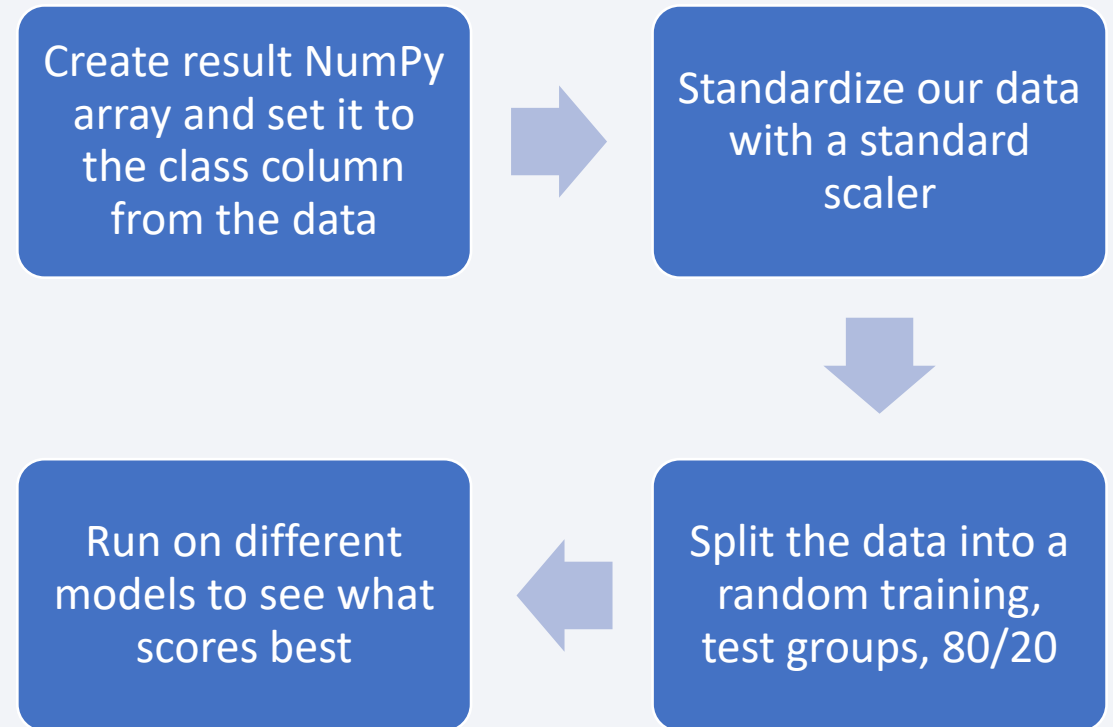 Create result NumPy
array and set it to
the class column
from the data
Standardize our data
with a standard
scaler
Split the data into a
random training,
test groups, 80/20
Run on different
models to see what
scores best